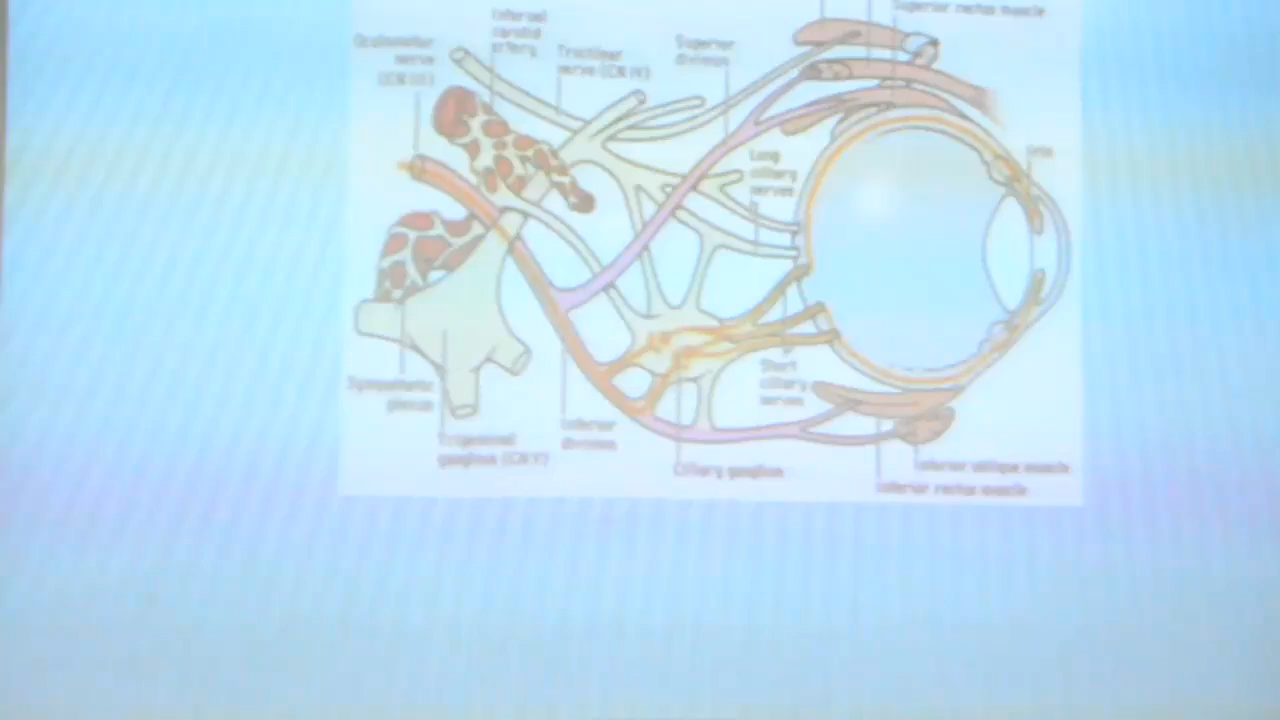 Superior rectus muscle
Internal
carotid
artery
Oculomotor
nerve
(CN III)
Trochlear
nerve (CN IV)
Superior
division
Long
ciliary
nerves
Lens
Short
ciliary
nerves
Sympathetic
plexus
Inferior
division
Trigeminal
ganglion (CN V)
Ciliary ganglion
Inferior oblique muscle
Inferior rectus muscle